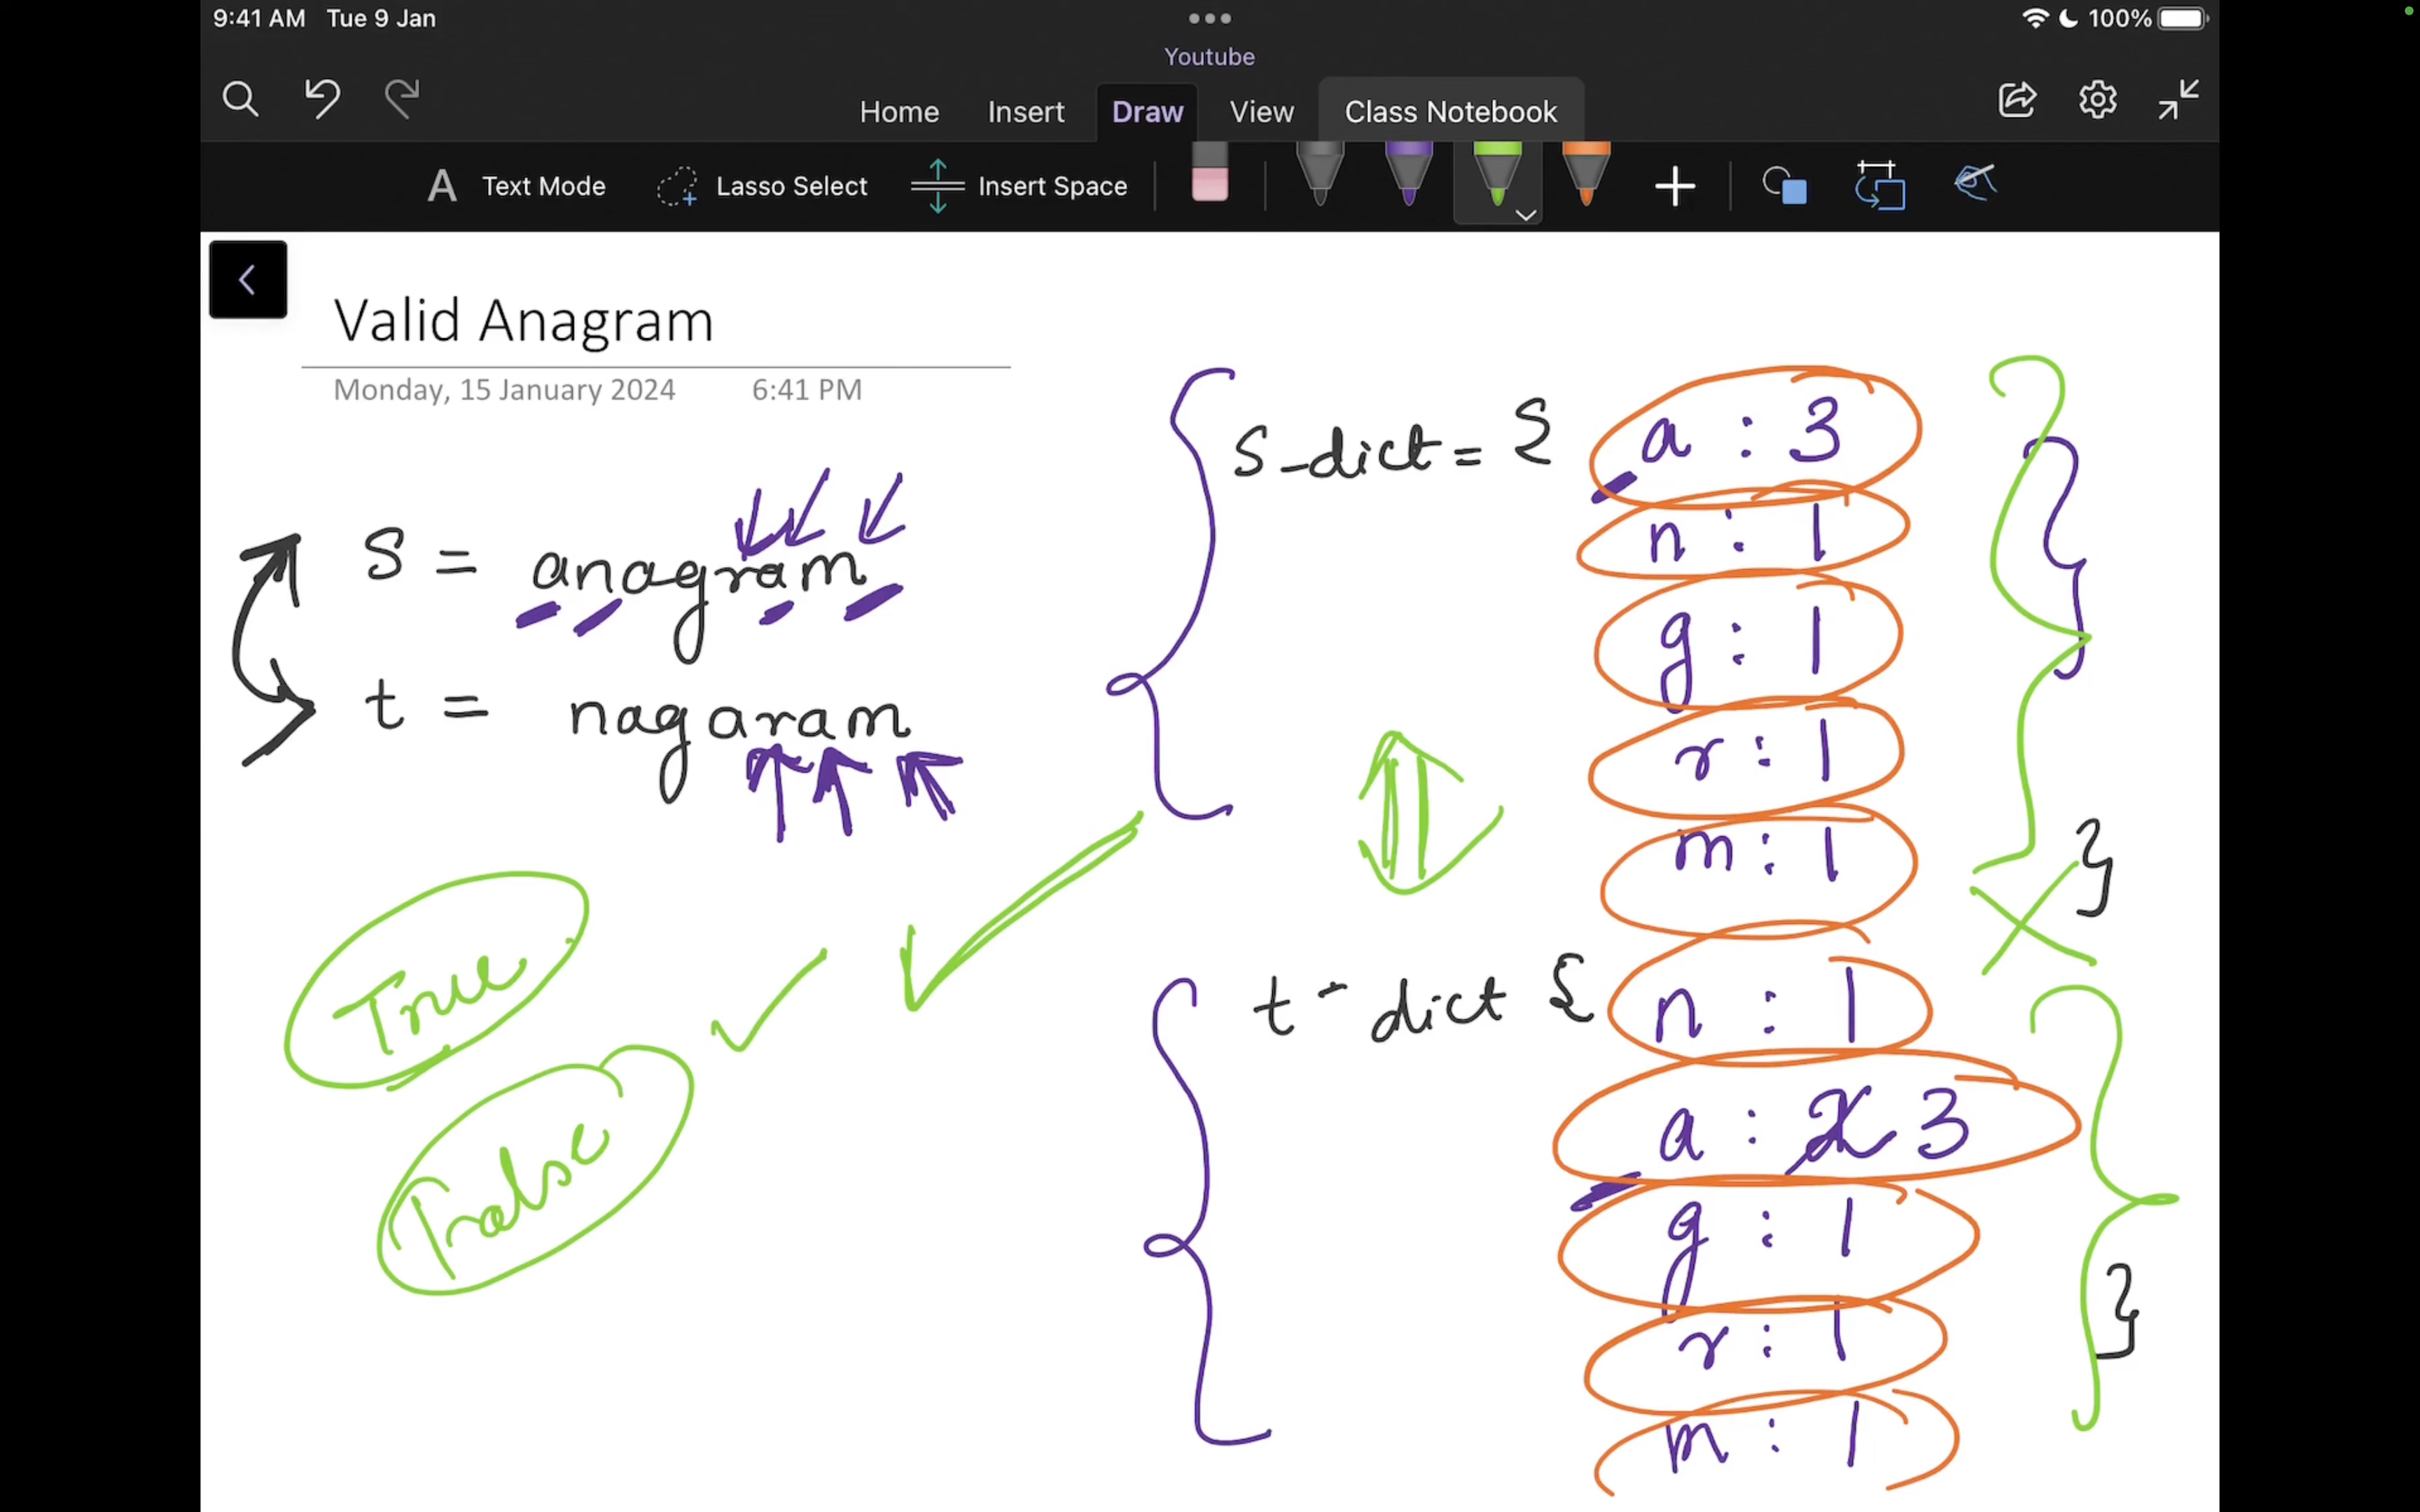 9:41 AM Tue 9 Jan
100%
Youtube
Home Insert Draw View Class Notebook
A Text Mode Lasso Select Insert Space
Valid Anagram
Monday, 15 January 2024 6:41 PM
S = anagram
t = nagaram
True
S_dict = {
a : 3
n : 1
g : 1
r : 1
m : 1
}
t-dict {
n : 1
a : 3
g : 1
r : 1
m : 1
}